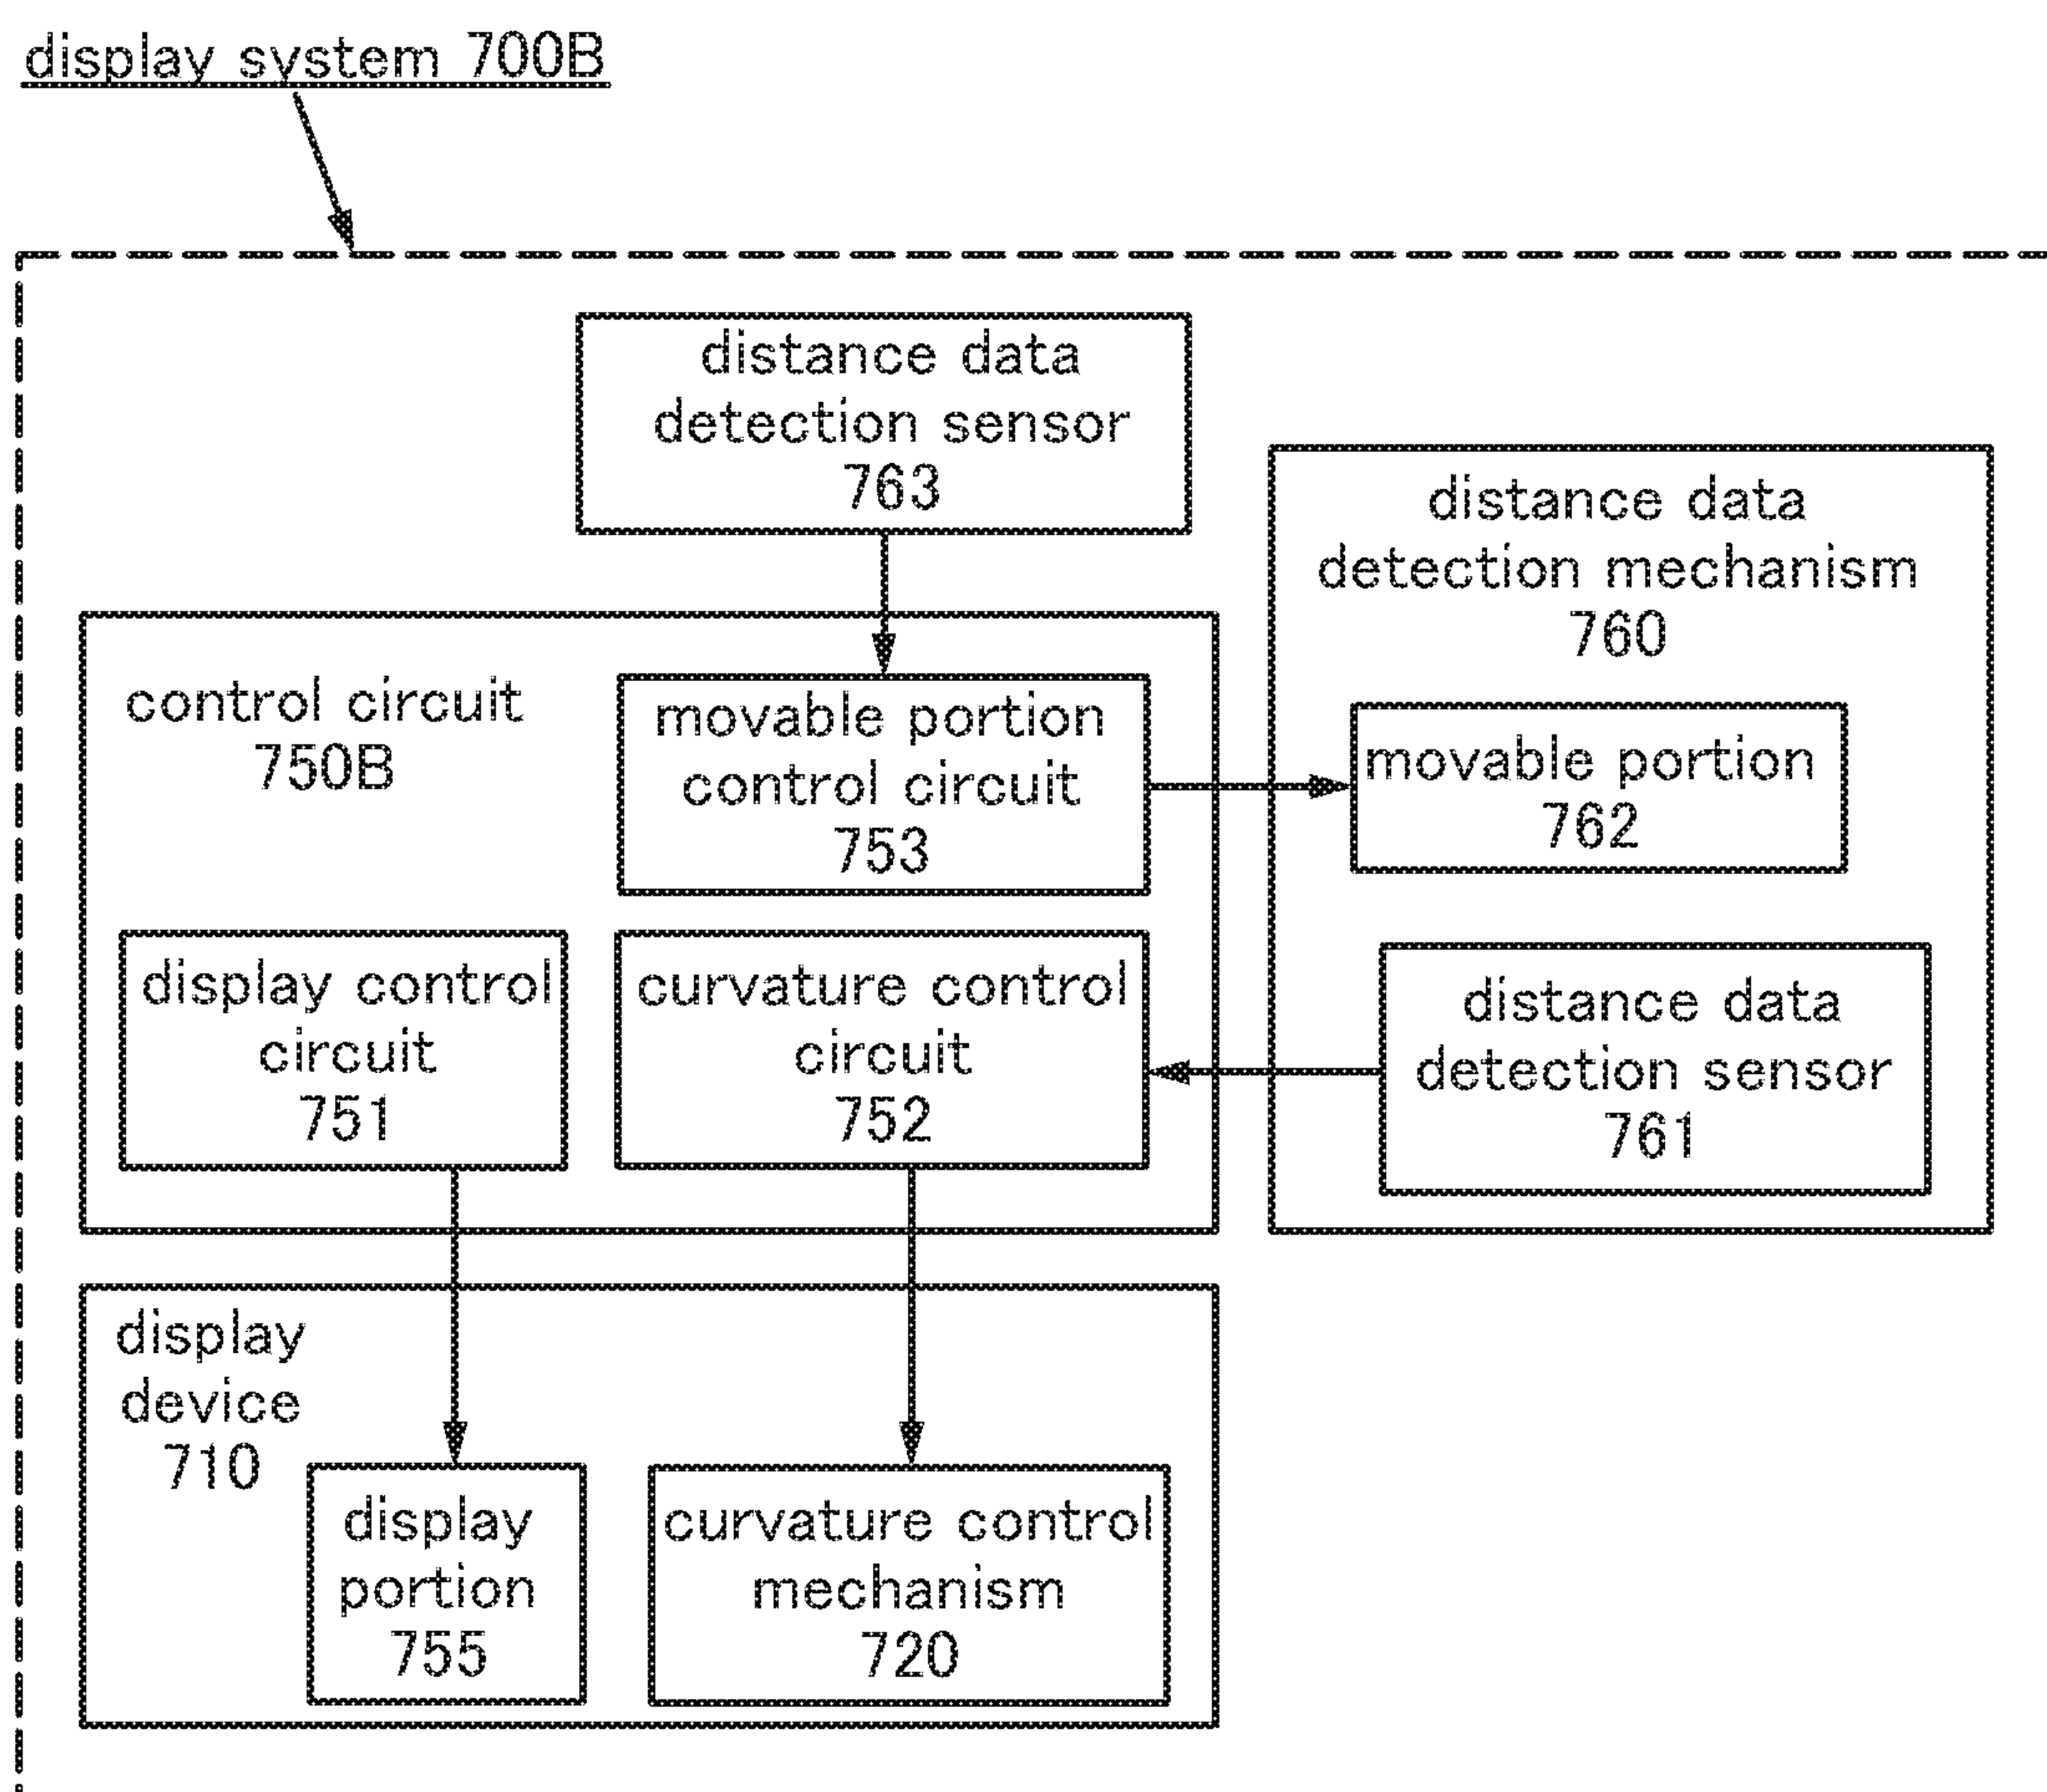 display system 700B
distance data
detection sensor
763
distance data
detection mechanism
760
control circuit
750B
movable portion
control circuit
753
movable portion
762
display control
circuit
751
curvature control
circuit
752
distance data
detection sensor
761
display
device
710
display
portion
755
curvature control
mechanism
720